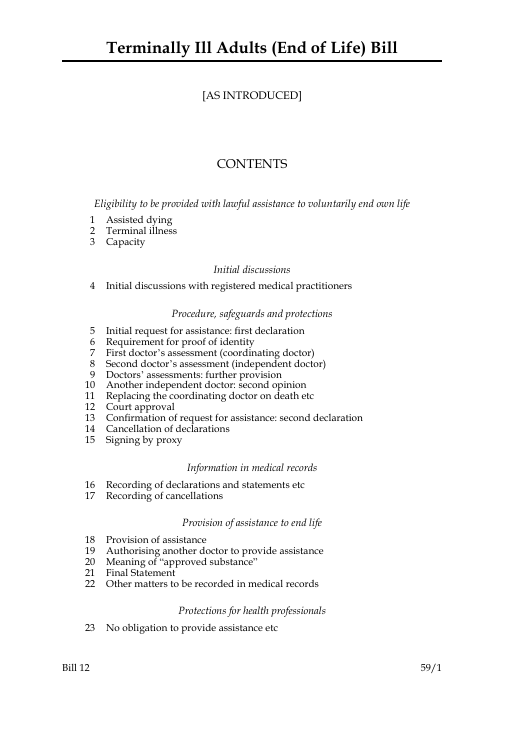 Terminally Ill Adults (End of Life) Bill
[AS INTRODUCED]
CONTENTS
Eligibility to be provided with lawful assistance to voluntarily end own life
1 Assisted dying
2 Terminal illness
3 Capacity
Initial discussions
4 Initial discussions with registered medical practitioners
Procedure, safeguards and protections
5 Initial request for assistance: first declaration
6 Requirement for proof of identity
7 First doctor's assessment (coordinating doctor)
8 Second doctor's assessment (independent doctor)
9 Doctors' assessments: further provision
10 Another independent doctor: second opinion
11 Replacing the coordinating doctor on death etc
12 Court approval
13 Confirmation of request for assistance: second declaration
14 Cancellation of declarations
15 Signing by proxy
Information in medical records
16 Recording of declarations and statements etc
17 Recording of cancellations
Provision of assistance to end life
18 Provision of assistance
19 Authorising another doctor to provide assistance
20 Meaning of “approved substance”
21 Final Statement
22 Other matters to be recorded in medical records
Protections for health professionals
23 No obligation to provide assistance etc
Bill 12 59/1